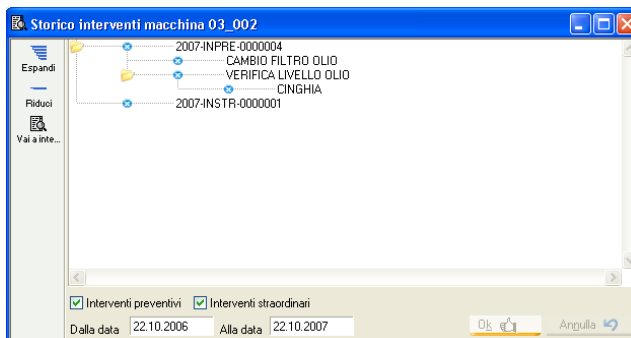 Storico interventi macchina 03_002
Espandi
Riduci
Vai a inte...
2007-INPRE-0000004
CAMBIO FILTRO OLIO
VERIFICA LIVELLO OLIO
CINGHIA
2007-INSTR-0000001
Interventi preventivi Interventi straordinari
Dalla data 22.10.2006 Alla data 22.10.2007
Ok Annulla